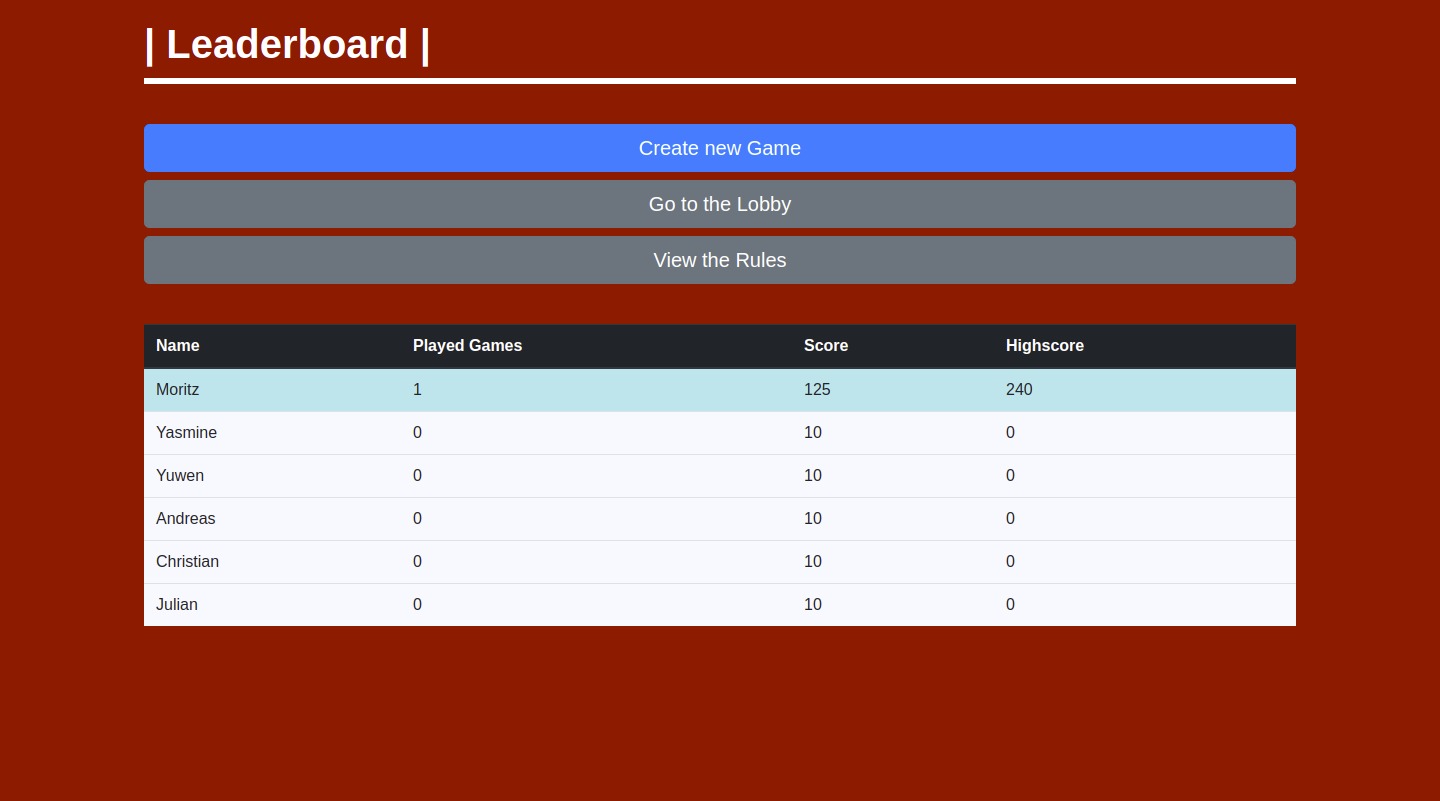 | Leaderboard |
Create new Game
Go to the Lobby
View the Rules
Name Played Games Score Highscore
Moritz 1 125 240
Yasmine 0 10 0
Yuwen 0 10 0
Andreas 0 10 0
Christian 0 10 0
Julian 0 10 0